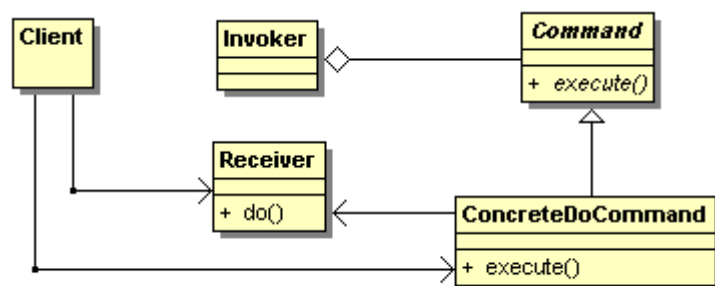 Client
Invoker
Command
+ execute()
Receiver
+ do()
ConcreteDoCommand
+ execute()